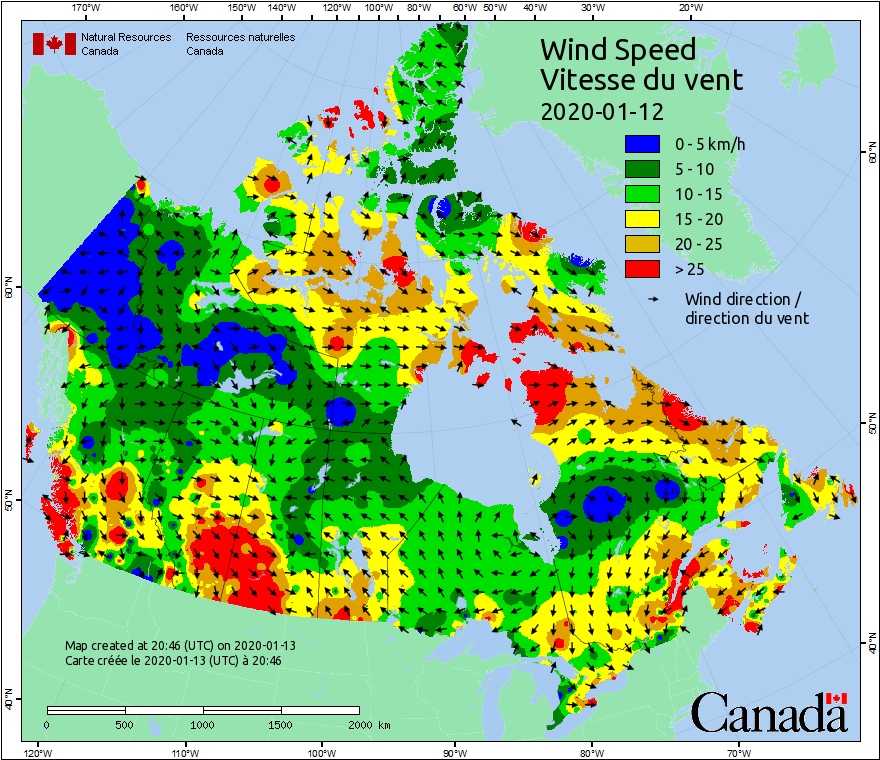 170°W 160°W 150°W 140°W 130°W 120°W 110°W 100°W 80°W 60°W 50°W 40°W 30°W 20°W
Natural Resources Canada
Ressources naturelles Canada
Wind Speed
Vitesse du vent
2020-01-12
0 - 5 km/h
5 - 10
10 - 15
15 - 20
20 - 25
> 25
Wind direction /
direction du vent
60°N
50°N
40°N
60°N
50°N
40°N
Map created at 20:46 (UTC) on 2020-01-13
Carte créée le 2020-01-13 (UTC) à 20:46
0 500 1000 1500 2000 km
Canada
120°W 110°W 100°W 90°W 80°W 70°W